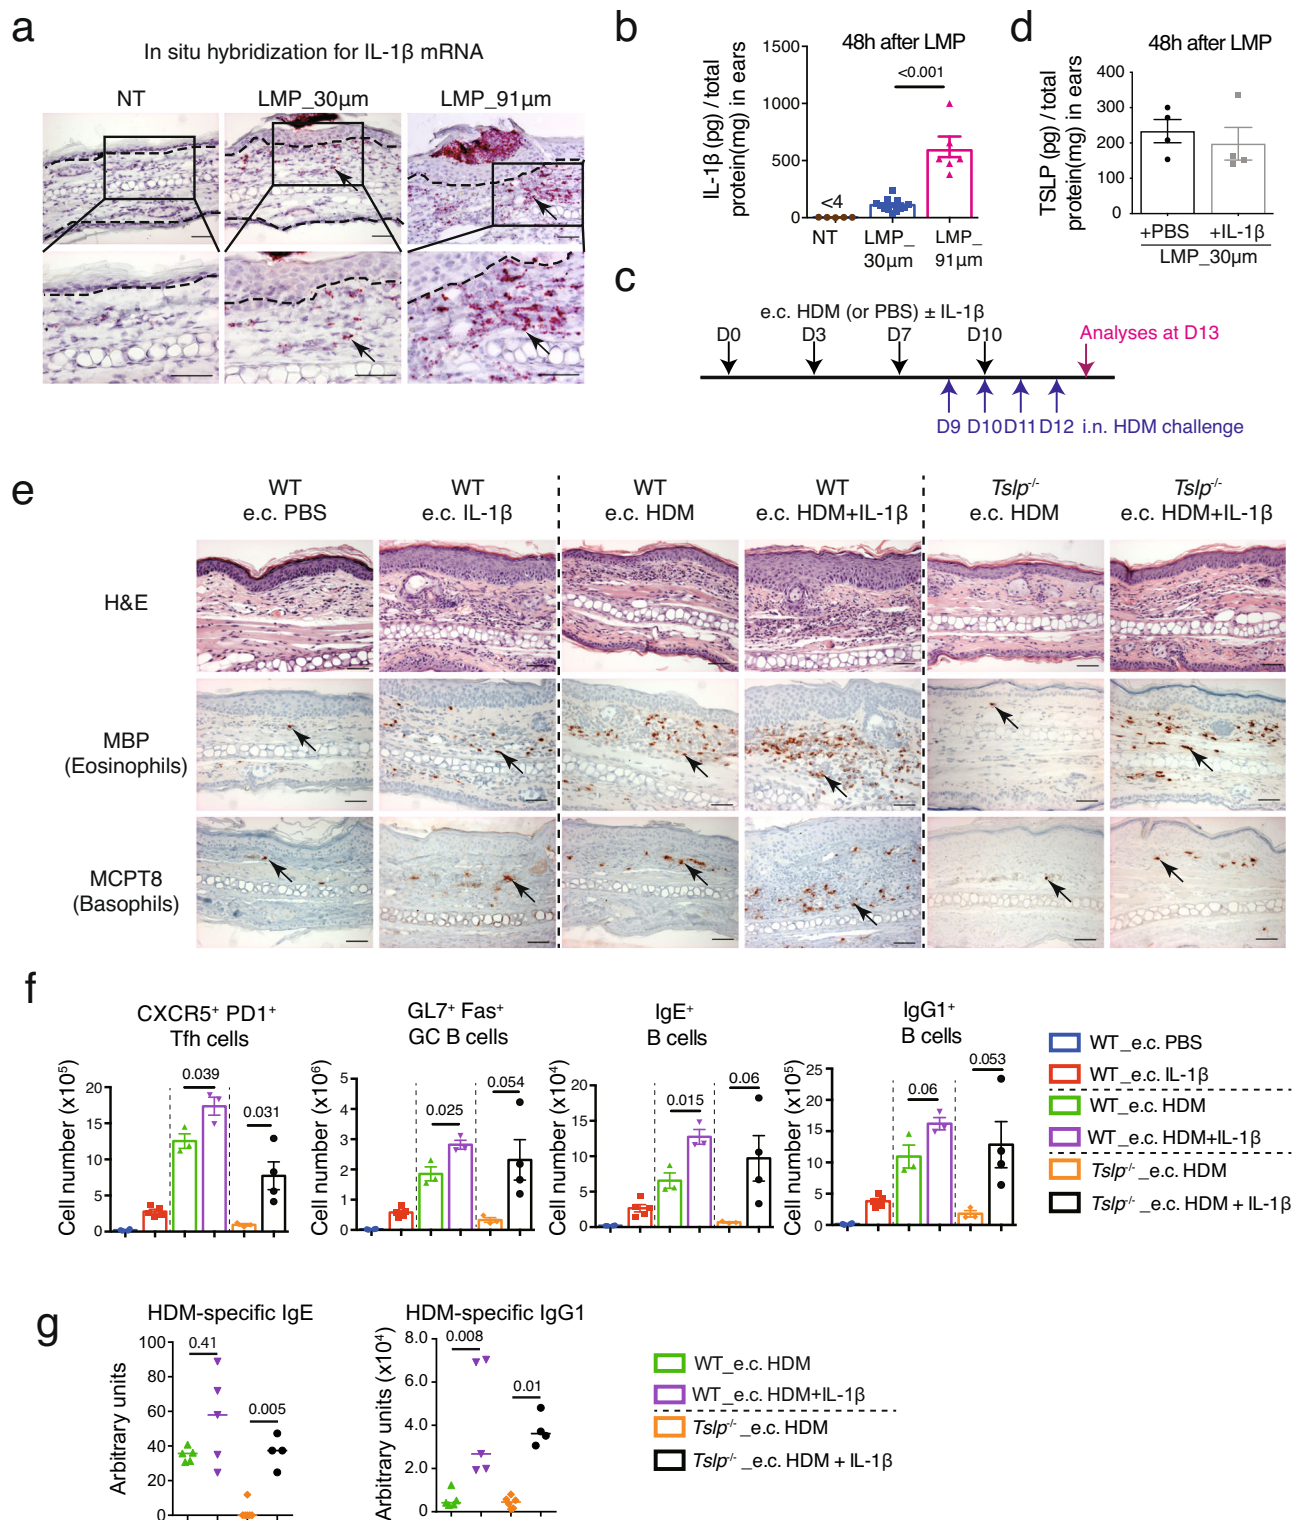 a
In situ hybridization for IL-1β mRNA
NT
LMP_30µm
LMP_91µm
b
48h after LMP
IL-1β (pg) / total
protein(mg) in ears
1500
1000
500
0
<0.001
<4
NT
LMP_
30µm
LMP_
91µm
d
48h after LMP
TSLP (pg) / total
protein(mg) in ears
400
300
200
100
0
+PBS
+IL-1β
LMP_30µm
c
e.c. HDM (or PBS) ± IL-1β
D0
D3
D7
D10
Analyses at D13
D9
D10
D11
D12
i.n. HDM challenge
e
WT
e.c. PBS
WT
e.c. IL-1β
WT
e.c. HDM
WT
e.c. HDM+IL-1β
Tslp-/-
e.c. HDM
Tslp-/-
e.c. HDM+IL-1β
H&E
MBP
(Eosinophils)
MCPT8
(Basophils)
f
CXCR5+ PD1+
Tfh cells
Cell number (x10⁵)
20
15
10
5
0
0.039
0.031
GL7+ Fas+
GC B cells
Cell number (x10⁶)
5
4
3
2
1
0
0.025
0.054
IgE+
B cells
Cell number (x10⁴)
20
15
10
5
0
0.015
0.06
IgG1+
B cells
Cell number (x10⁵)
25
20
15
10
5
0
0.06
0.053
WT_e.c. PBS
WT_e.c. IL-1β
WT_e.c. HDM
WT_e.c. HDM+IL-1β
Tslp-/-_e.c. HDM
Tslp-/-_e.c. HDM + IL-1β
g
HDM-specific IgE
Arbitrary units
100
80
60
40
20
0
0.41
0.005
HDM-specific IgG1
Arbitrary units (x10⁴)
8.0
6.0
4.0
2.0
0
0.008
0.01
WT_e.c. HDM
WT_e.c. HDM+IL-1β
Tslp-/-_e.c. HDM
Tslp-/-_e.c. HDM + IL-1β